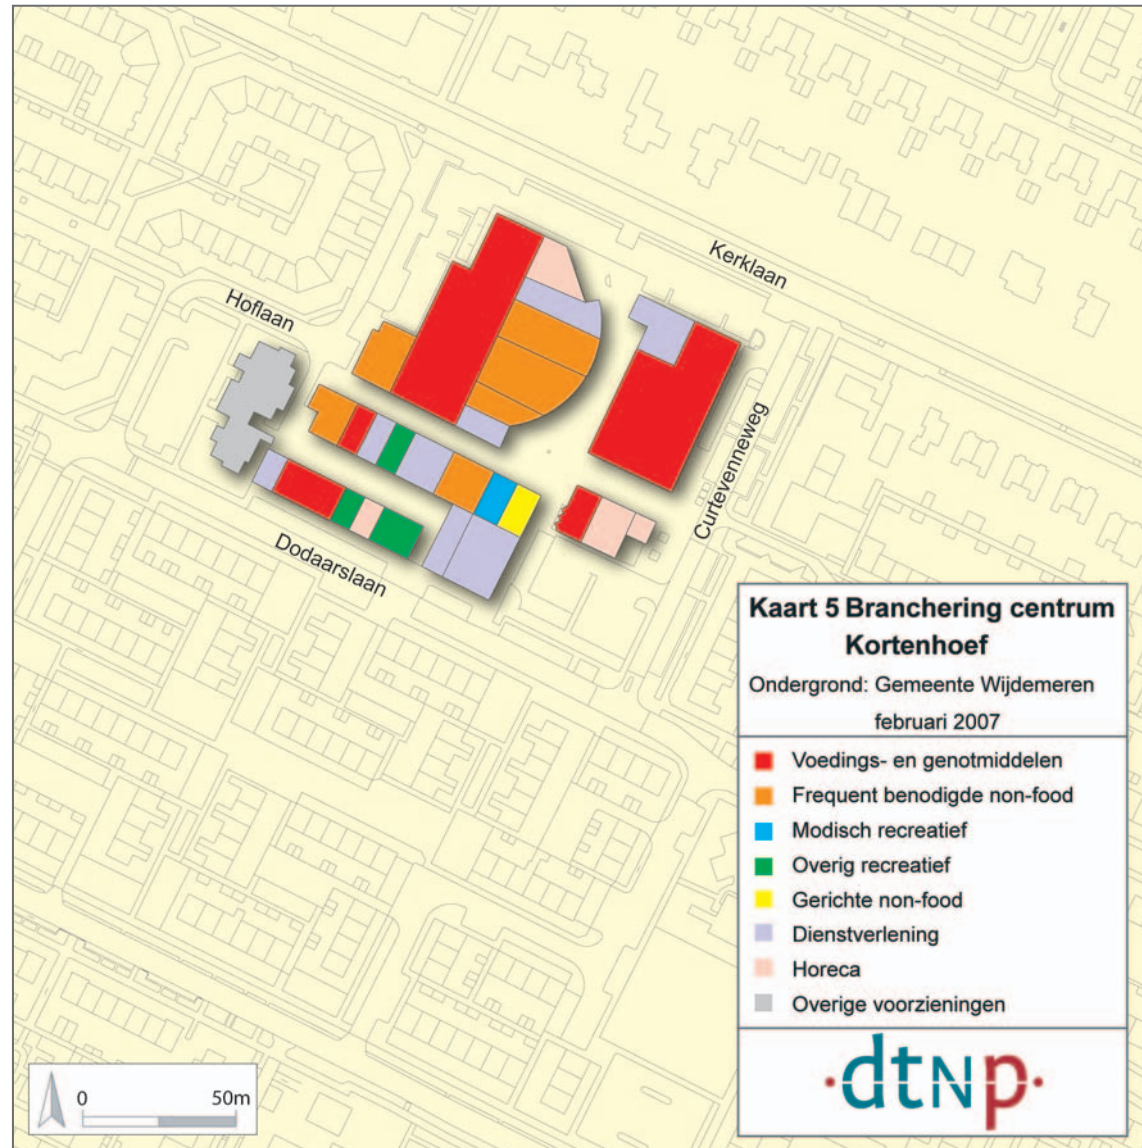 Kerklaan
Hoflaan
Curtevenneweg
Dodaarslaan
Kaart 5 Branchering centrum
Kortenhoef
Ondergrond: Gemeente Wijdemeren
februari 2007
Voedings- en genotmiddelen
Frequent benodigde non-food
Modisch recreatief
Overig recreatief
Gerichte non-food
Dienstverlening
Horeca
Overige voorzieningen
0 50m
·dtNp·